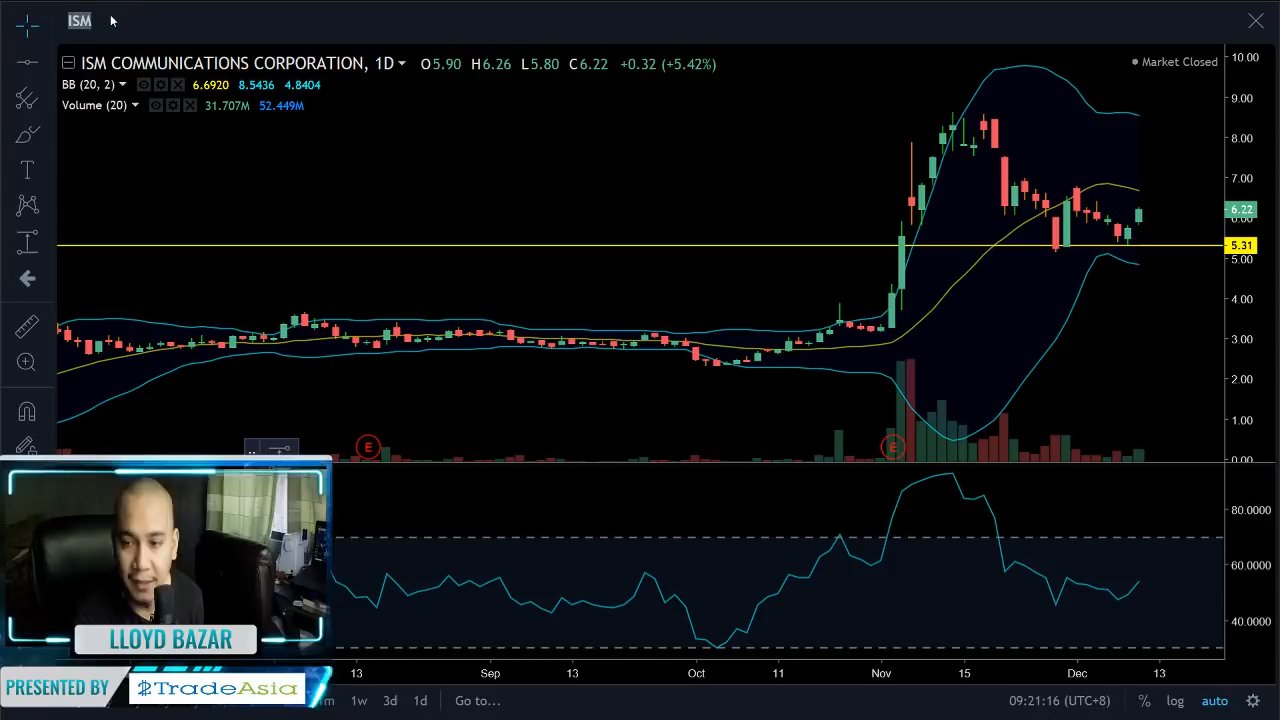 ISM
ISM COMMUNICATIONS CORPORATION, 1D O5.90 H6.26 L5.80 C6.22 +0.32 (+5.42%)
Market Closed
BB (20, 2) 6.6920 8.5436 4.8404
Volume (20) 31.707M 52.449M
10.00
9.00
8.00
7.00
6.22
6.00
5.31
5.00
4.00
3.00
2.00
1.00
0.00
E
E
80.0000
60.0000
40.0000
13 Sep 13 Oct 11 Nov 15 Dec 13
LLOYD BAZAR
PRESENTED BY
$TradeAsia
1w 3d 1d Go to...
09:21:16 (UTC+8) % log auto